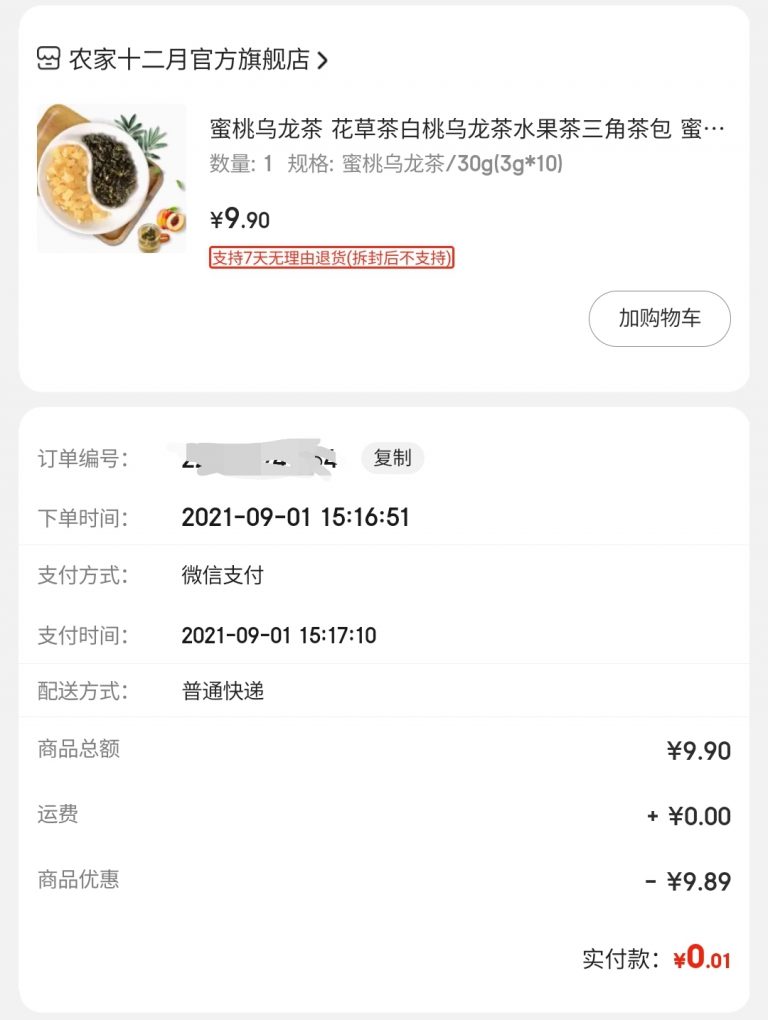 农家十二月官方旗舰店
蜜桃乌龙茶 花草茶白桃乌龙茶水果茶三角茶包 蜜…
数量: 1 规格: 蜜桃乌龙茶/30g(3g*10)
¥9.90
支持7天无理由退货(拆封后不支持)
加购物车
订单编号:
复制
下单时间: 2021-09-01 15:16:51
支付方式: 微信支付
支付时间: 2021-09-01 15:17:10
配送方式: 普通快递
商品总额 ¥9.90
运费 + ¥0.00
商品优惠 - ¥9.89
实付款: ¥0.01